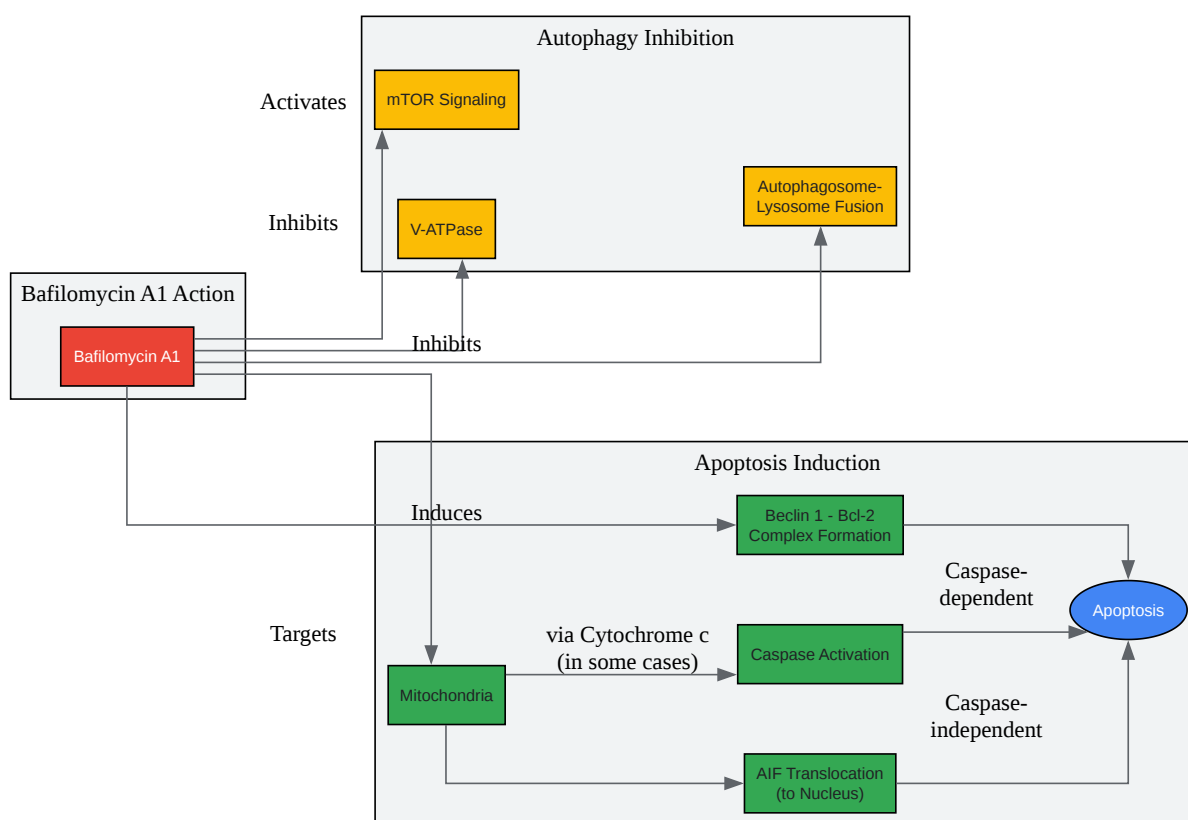 Autophagy Inhibition
Activates
mTOR Signaling
Autophagosome-
Lysosome Fusion
Inhibits
V-ATPase
Bafilomycin A1 Action
Bafilomycin A1
Inhibits
Apoptosis Induction
Induces
Beclin 1 - Bcl-2
Complex Formation
Caspase-
dependent
Apoptosis
Targets
via Cytochrome c
(in some cases)
Caspase Activation
Mitochondria
Caspase-
independent
AIF Translocation
(to Nucleus)